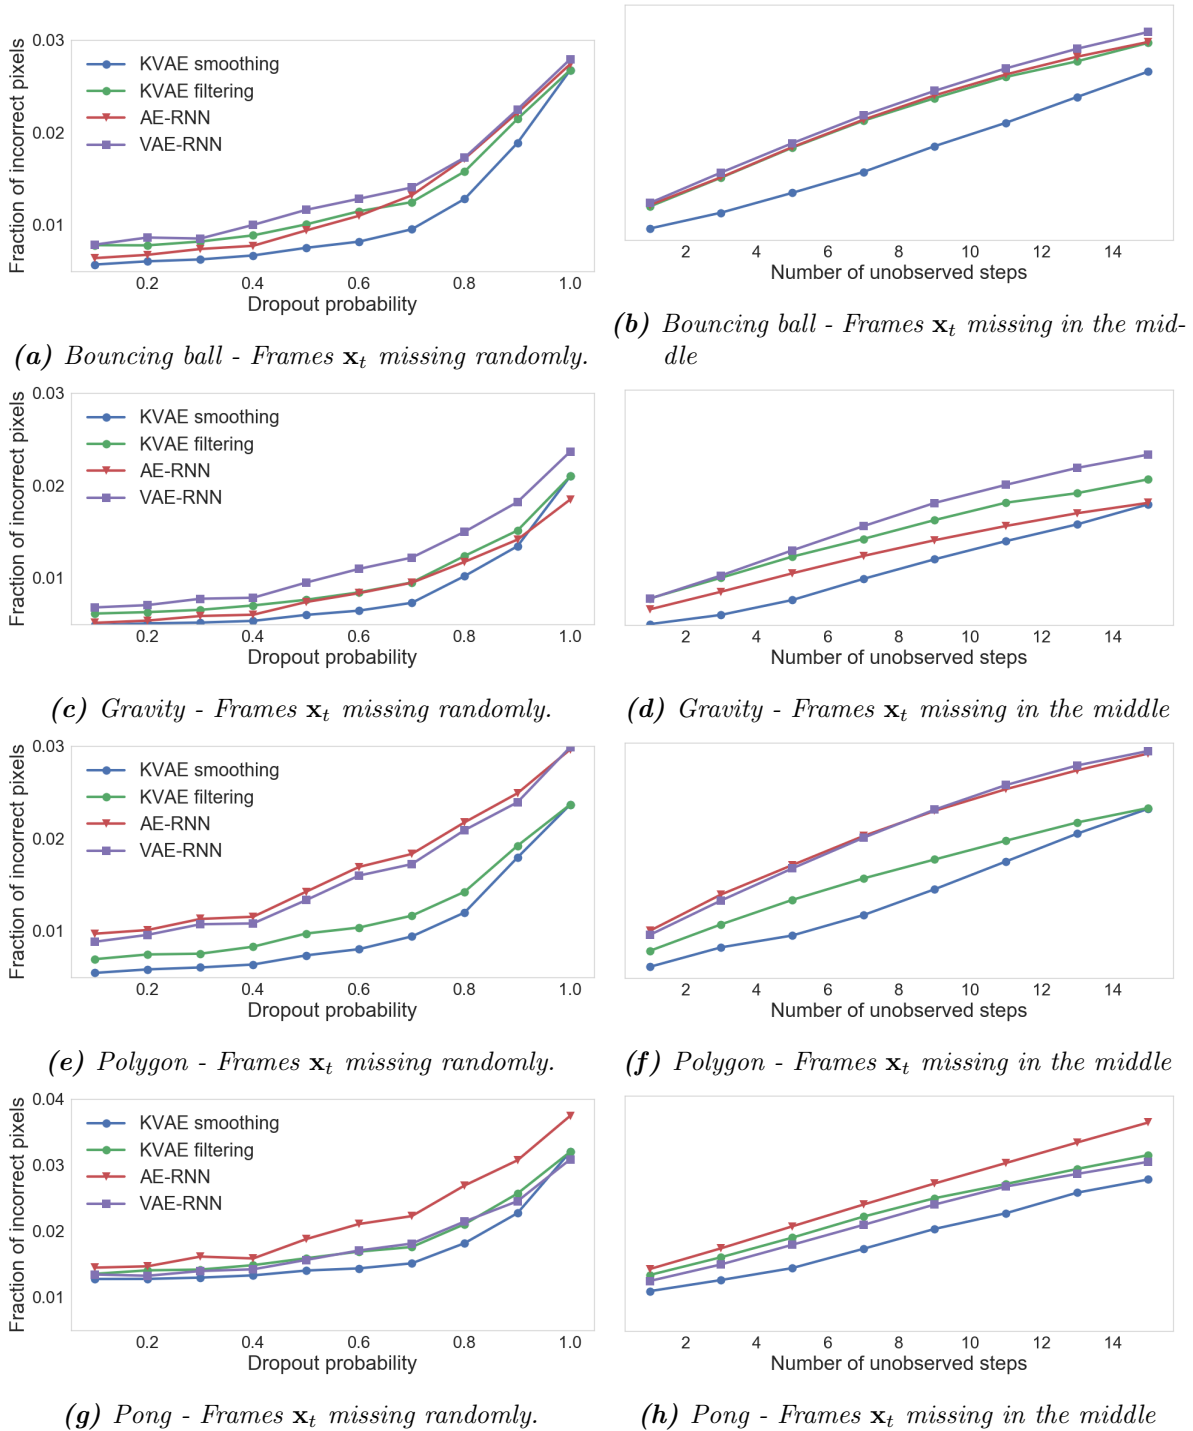 0.03
0.02
0.01
Fraction of incorrect pixels
KVAE smoothing
KVAE filtering
AE-RNN
VAE-RNN
0.2 0.4 0.6 0.8 1.0
Dropout probability
(a) Bouncing ball - Frames x_t missing randomly.
2 4 6 8 10 12 14
Number of unobserved steps
(b) Bouncing ball - Frames x_t missing in the mid-
dle
0.03
0.02
0.01
Fraction of incorrect pixels
KVAE smoothing
KVAE filtering
AE-RNN
VAE-RNN
0.2 0.4 0.6 0.8 1.0
Dropout probability
(c) Gravity - Frames x_t missing randomly.
2 4 6 8 10 12 14
Number of unobserved steps
(d) Gravity - Frames x_t missing in the middle
0.03
0.02
0.01
Fraction of incorrect pixels
KVAE smoothing
KVAE filtering
AE-RNN
VAE-RNN
0.2 0.4 0.6 0.8 1.0
Dropout probability
(e) Polygon - Frames x_t missing randomly.
2 4 6 8 10 12 14
Number of unobserved steps
(f) Polygon - Frames x_t missing in the middle
0.04
0.03
0.02
0.01
Fraction of incorrect pixels
KVAE smoothing
KVAE filtering
AE-RNN
VAE-RNN
0.2 0.4 0.6 0.8 1.0
Dropout probability
(g) Pong - Frames x_t missing randomly.
2 4 6 8 10 12 14
Number of unobserved steps
(h) Pong - Frames x_t missing in the middle